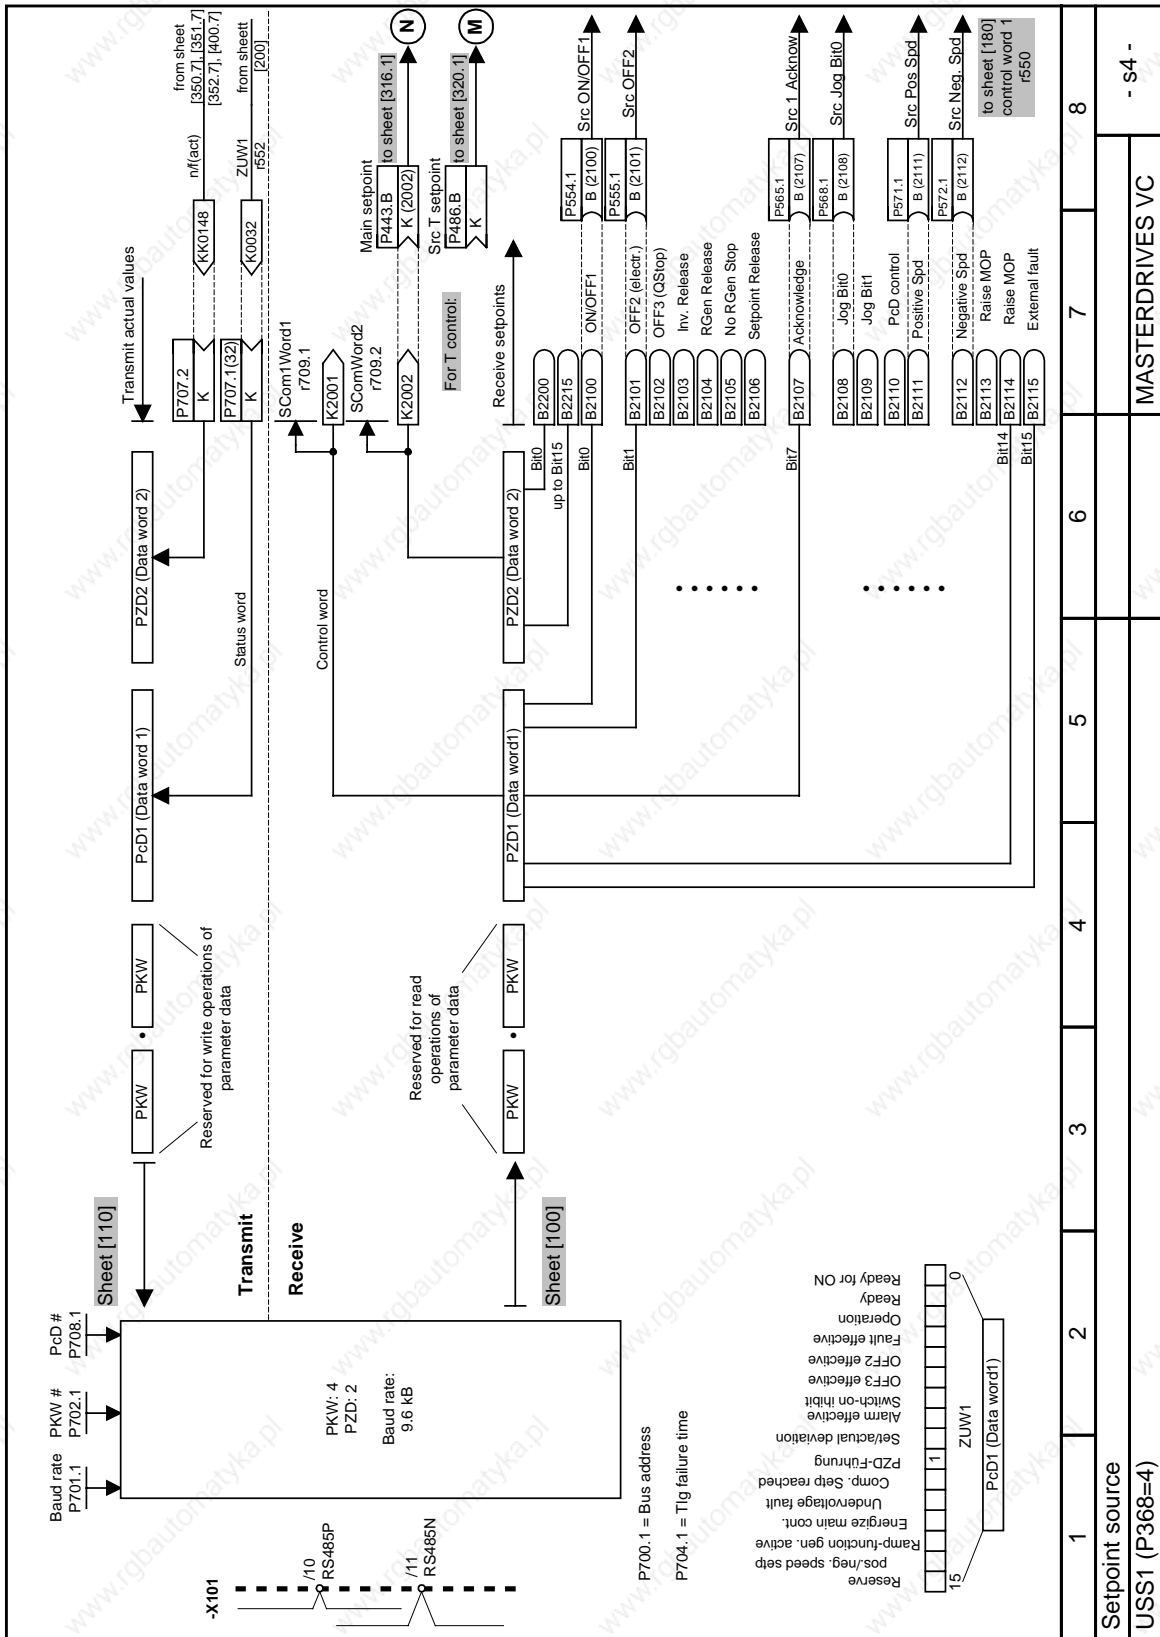 -X101
/10
RS485P
/11
RS485N
Baud rate
P701.1
PKW #
P702.1
PcD #
P708.1
PKW: 4
PZD: 2
Baud rate:
9.6 kB
P700.1 = Bus address
P704.1 = Tlg failure time
Sheet [110]
Transmit
Receive
Sheet [100]
PKW
PKW
Reserved for write operations of
parameter data
PcD1 (Data word 1)
PZD2 (Data word 2)
Status word
Transmit actual values
P707.2
K
KK0148
n/f(act)
from sheet
[350.7], [351.7]
[352.7], [400.7]
P707.1(32)
K
K0032
ZUW1
r552
from sheett
[200]
SCom1Word1
r709.1
K2001
Control word
SComWord2
r709.2
K2002
Main setpoint
P443.B
K (2002)
to sheet [316.1]
N
Src T setpoint
P486.B
K
to sheet [320.1]
M
For T control:
Receive setpoints
Reserved for read
operations of
parameter data
PKW
PKW
PZD1 (Data word1)
PZD2 (Data word 2)
Bit0
B2200
up to Bit15
B2215
Bit0
B2100
ON/OFF1
P554.1
B (2100)
Src ON/OFF1
Bit1
B2101
OFF2 (electr.)
P555.1
B (2101)
Src OFF2
B2102
OFF3 (QStop)
B2103
Inv. Release
B2104
RGen Release
B2105
No RGen Stop
B2106
Setpoint Release
Bit7
B2107
Acknowledge
P565.1
B (2107)
Src 1 Acknow
B2108
Jog Bit0
P568.1
B (2108)
Src Jog Bit0
B2109
Jog Bit1
B2110
PcD control
B2111
Positive Spd
P571.1
B (2111)
Src Pos Spd
B2112
Negative Spd
P572.1
B (2112)
Src Neg. Spd
B2113
Raise MOP
Bit14
B2114
Raise MOP
Bit15
B2115
External fault
to sheet [180]
control word 1
r550
Reserve
pos./neg. speed setp
Ramp-function gen. active
Energize main cont.
Undervoltage fault
Comp. Setp reached
PZD-Führung
Set/actual deviation
Alarm effective
Switch-on ihibit
OFF3 effective
OFF2 effective
Fault effective
Operation
Ready
Ready for ON
1
15
0
ZUW1
PcD1 (Data word1)
1
2
3
4
5
6
7
8
Setpoint source
USS1 (P368=4)
MASTERDRIVES VC
- s4 -
www.rgbautomatyka.pl